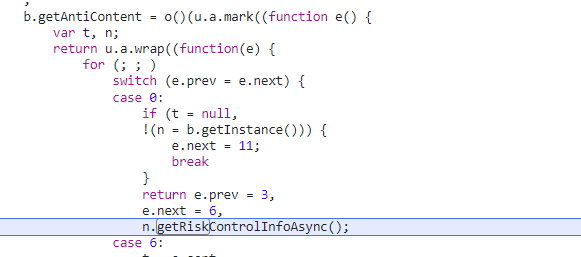 b.getAntiContent = o()(u.a.mark((function e() {
var t, n;
return u.a.wrap((function(e) {
for (; ; )
switch (e.prev = e.next) {
case 0:
if (t = null,
!(n = b.getInstance())) {
e.next = 11;
break
}
return e.prev = 3,
e.next = 6,
n.getRiskControlInfoAsync();
case 6: